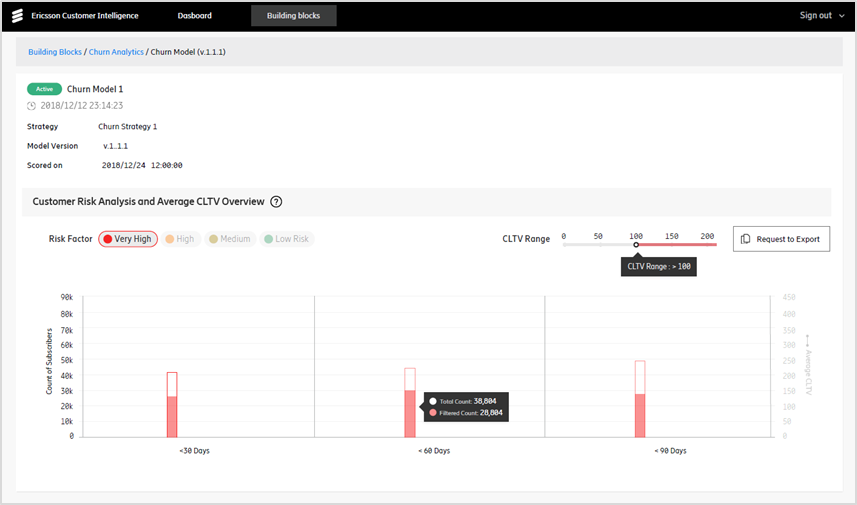 Ericsson Customer Intelligence Dasboard Building blocks Sign out
Building Blocks / Churn Analytics / Churn Model (v.1.1.1)
Active Churn Model 1
2018/12/12 23:14:23
Strategy Churn Strategy 1
Model Version v.1..1.1
Scored on 2018/12/24 12:00:00
Customer Risk Analysis and Average CLTV Overview ?
Risk Factor Very High High Medium Low Risk CLTV Range 0 50 100 150 200 Request to Export
CLTV Range : > 100
Count of Subscribers
90k
80k
70k
60k
50k
40k
30k
20k
10k
0
Total Count: 38,804
Filtered Count: 28,804
450
400
350
300
250
200
150
100
50
0
Average CLTV
<30 Days < 60 Days < 90 Days